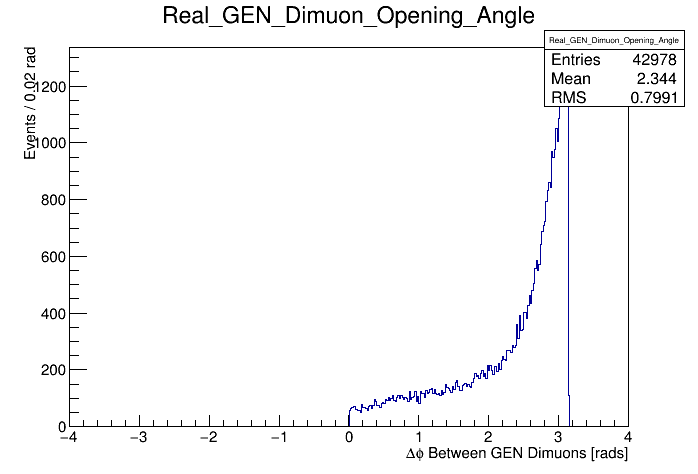 Real_GEN_Dimuon_Opening_Angle
Real_GEN_Dimuon_Opening_Angle
Entries 42978
Mean 2.344
RMS 0.7991
Events / 0.02 rad
1200
1000
800
600
400
200
0
−4 −3 −2 −1 0 1 2 3 4
Δϕ Between GEN Dimuons [rads]